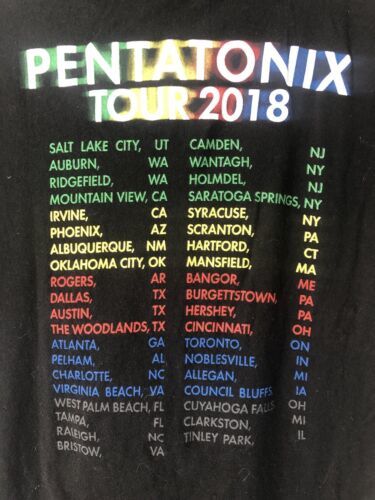 PENTATONIX
TOUR 2018
SALT LAKE CITY, UT
AUBURN, WA
RIDGEFIELD, WA
MOUNTAIN VIEW, CA
IRVINE, CA
PHOENIX, AZ
ALBUQUERQUE, NM
OKLAHOMA CITY, OK
ROGERS, AR
DALLAS, TX
AUSTIN, TX
THE WOODLANDS, TX
ATLANTA, GA
PELHAM, AL
CHARLOTTE, NC
VIRGINIA BEACH, VA
WEST PALM BEACH, FL
TAMPA, FL
RALEIGH, NC
BRISTOW, VA
CAMDEN, NJ
WANTAGH, NY
HOLMDEL, NJ
SARATOGA SPRINGS, NY
SYRACUSE, NY
SCRANTON, PA
HARTFORD, CT
MANSFIELD, MA
BANGOR, ME
BURGETTSTOWN, PA
HERSHEY, PA
CINCINNATI, OH
TORONTO, ON
NOBLESVILLE, IN
ALLEGAN, MI
COUNCIL BLUFFS, IA
CUYAHOGA FALLS, OH
CLARKSTON, MI
TINLEY PARK, IL